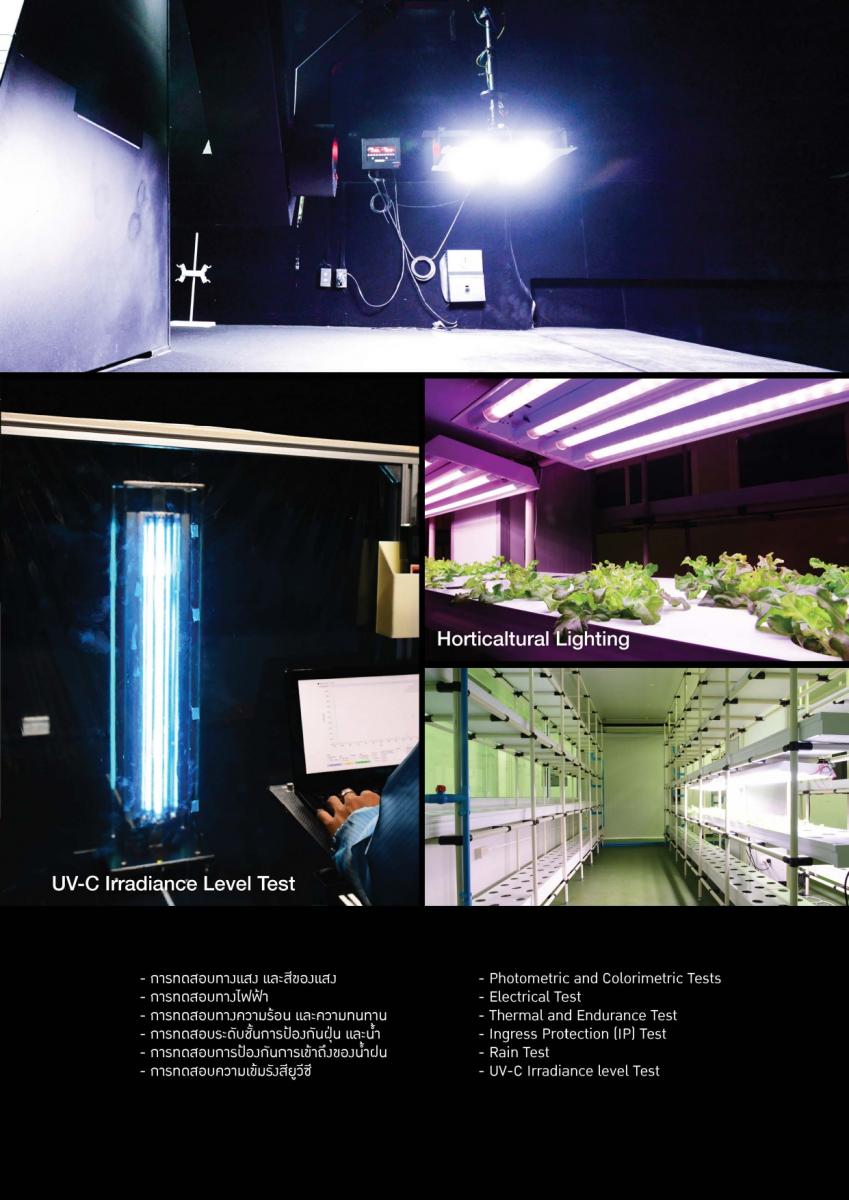 Horticaltural Lighting
UV-C Irradiance Level Test
- การทดสอบทางแสง และสีของแสง
- การทดสอบทางไฟฟ้า
- การทดสอบทางความร้อน และความทนทาน
- การทดสอบระดับชั้นการป้องกันฝุ่น และน้ำ
- การทดสอบการป้องกันการเข้าถึงของน้ำฝน
- การทดสอบความเข้มรังสียูวีซี
- Photometric and Colorimetric Tests
- Electrical Test
- Thermal and Endurance Test
- Ingress Protection (IP) Test
- Rain Test
- UV-C Irradiance level Test